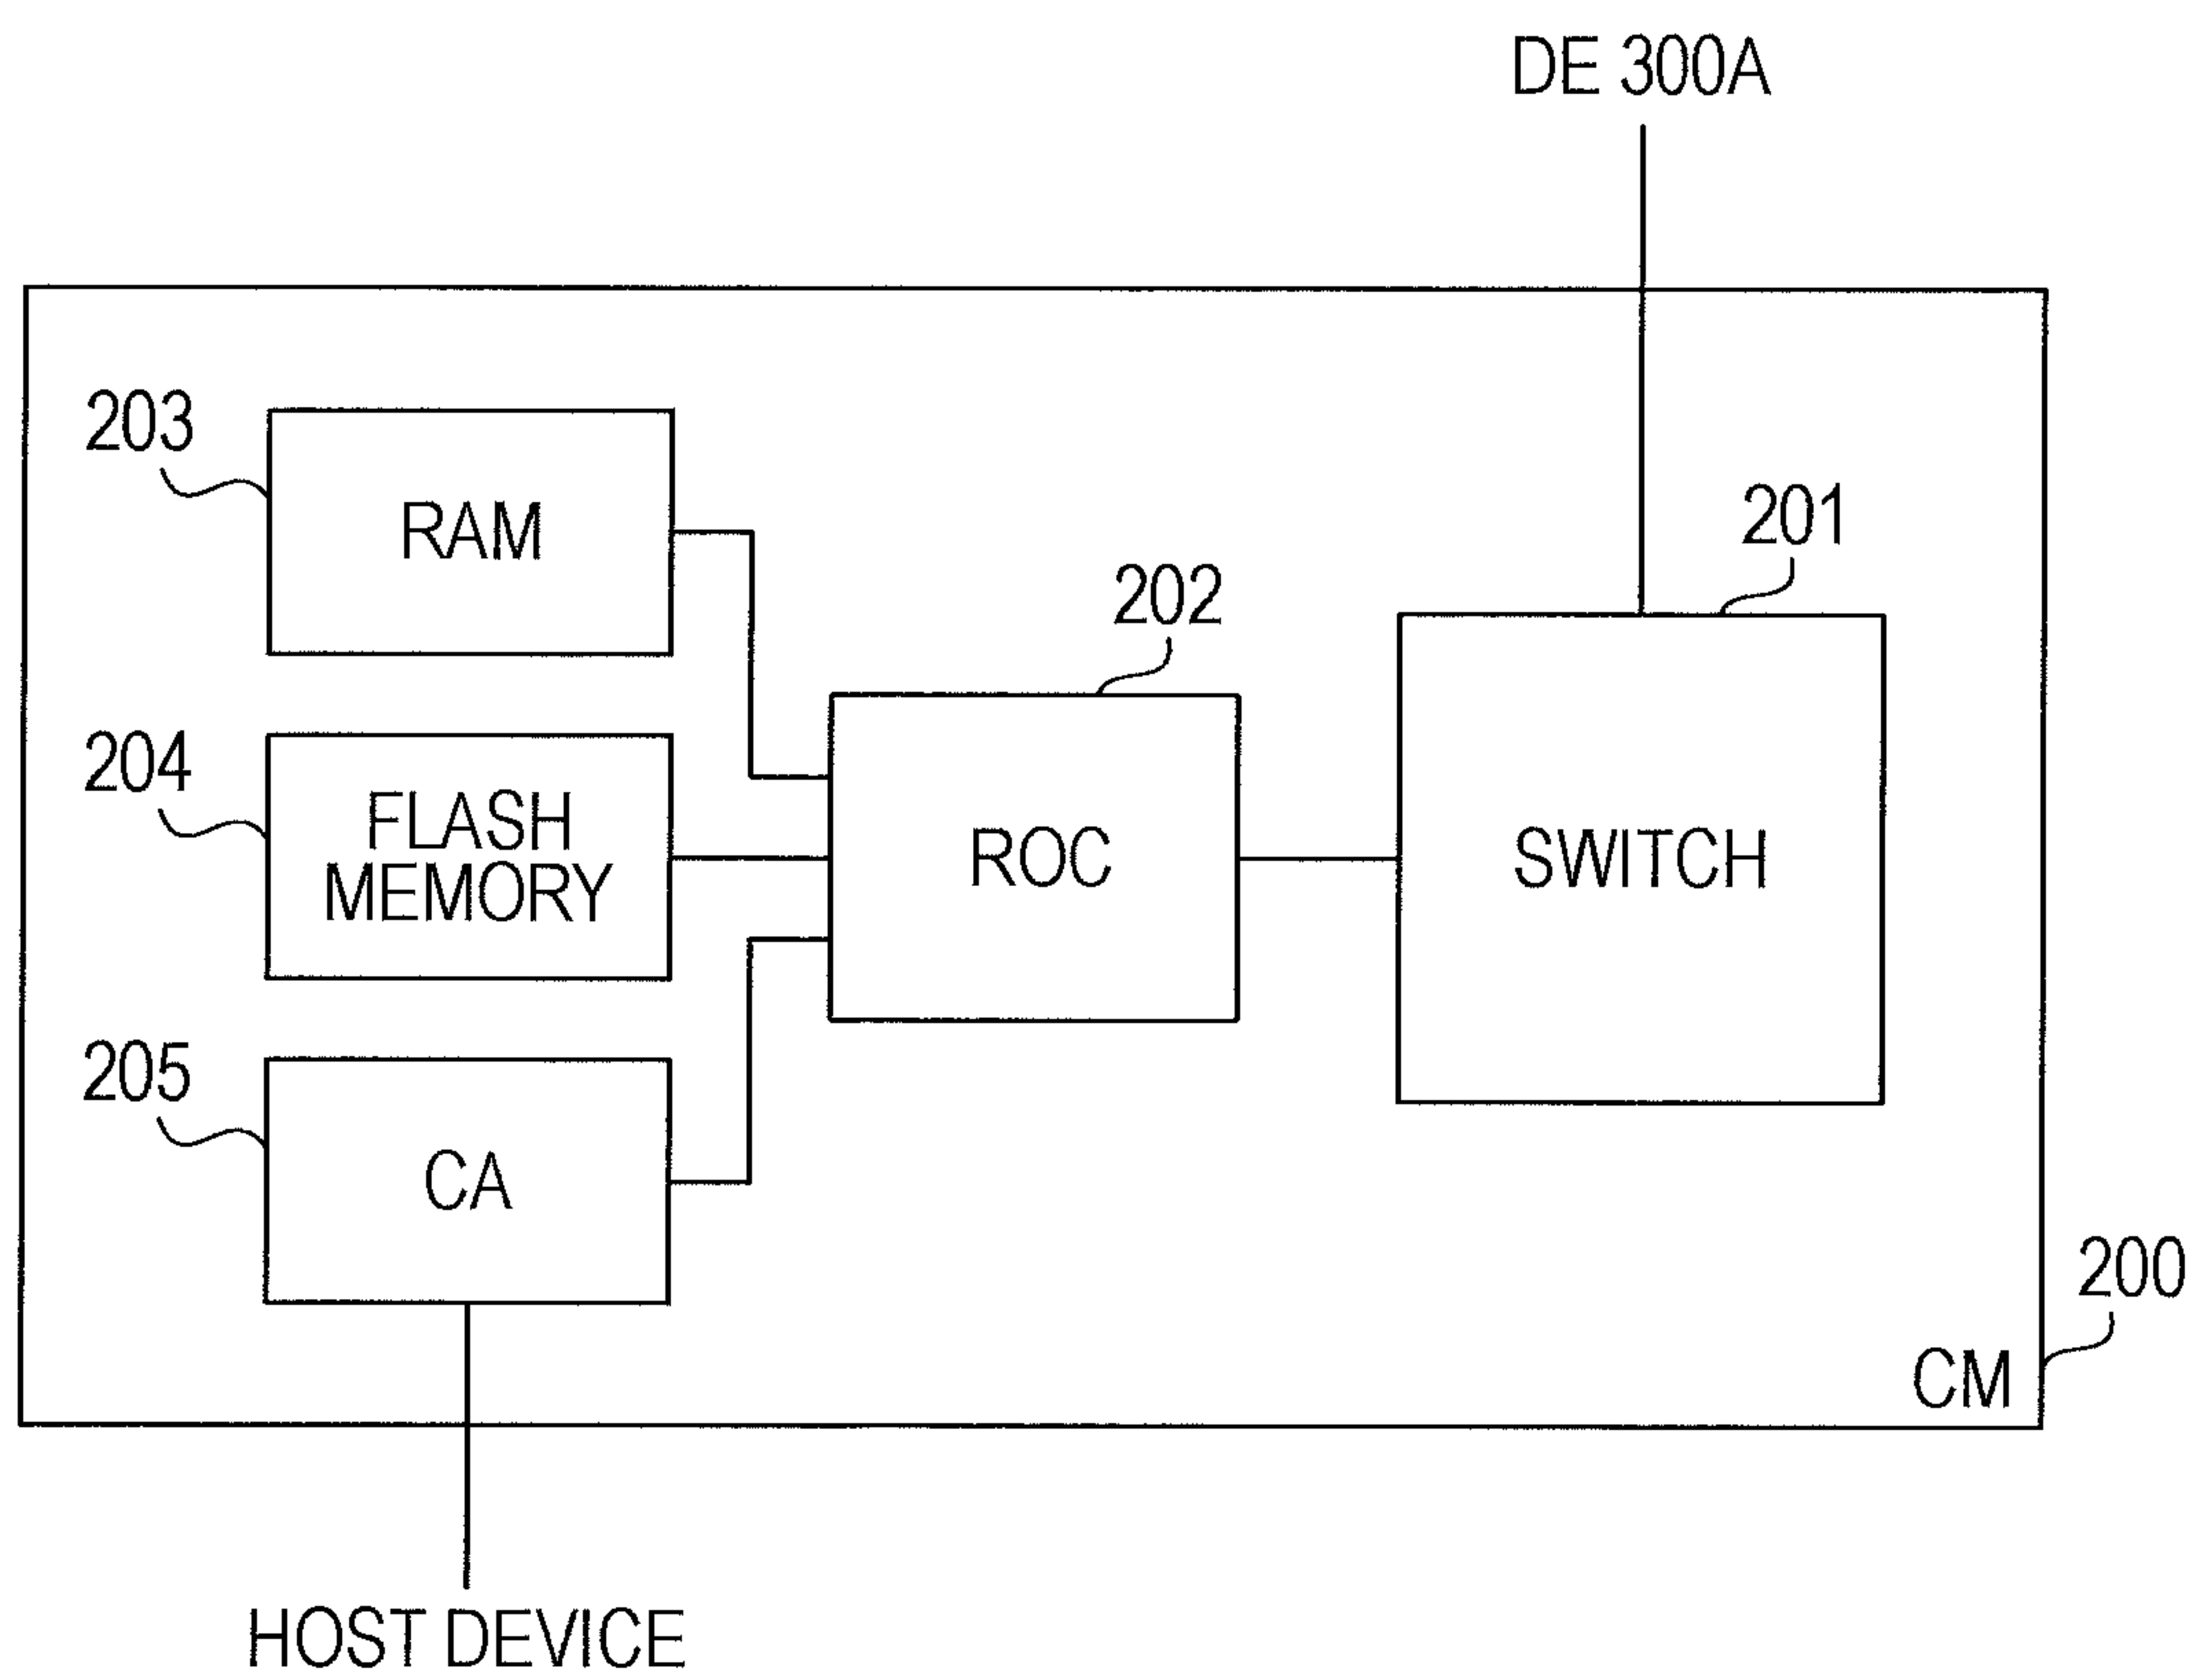 DE 300A
203
RAM
201
202
204
FLASH
MEMORY
ROC
SWITCH
205
CA
200
CM
HOST DEVICE